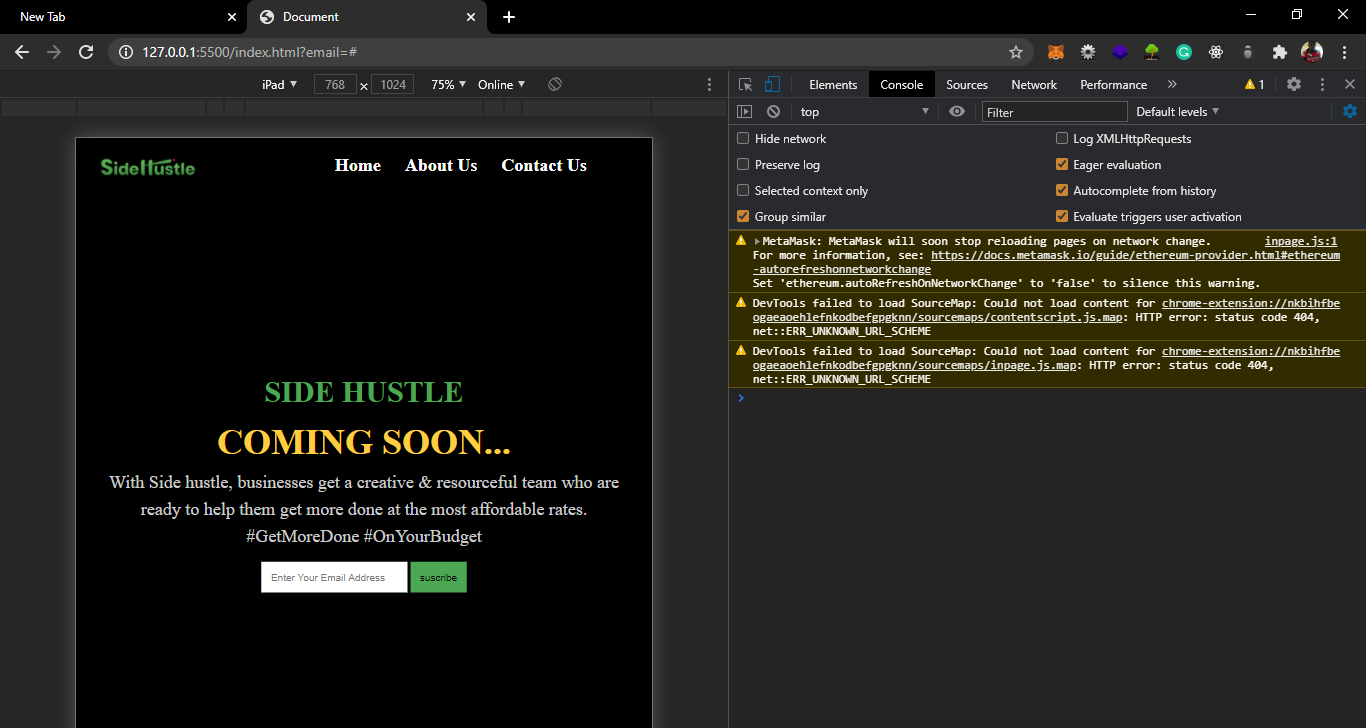 New Tab
Document
127.0.0.1:5500/index.html?email=#
iPad 768 x 1024 75% Online
Elements Console Sources Network Performance » 1
top Filter Default levels
Hide network Log XMLHttpRequests
Preserve log Eager evaluation
Selected context only Autocomplete from history
Group similar Evaluate triggers user activation
SideHustle Home About Us Contact Us
SIDE HUSTLE
COMING SOON...
With Side hustle, businesses get a creative & resourceful team who are
ready to help them get more done at the most affordable rates.
#GetMoreDone #OnYourBudget
Enter Your Email Address suscribe
MetaMask: MetaMask will soon stop reloading pages on network change. inpage.js:1
For more information, see: https://docs.metamask.io/guide/ethereum-provider.html#ethereum
-autorefreshonnetworkchange
Set 'ethereum.autoRefreshOnNetworkChange' to 'false' to silence this warning.
DevTools failed to load SourceMap: Could not load content for chrome-extension://nkbihfbe
ogaeaoehlefnkodbefgpgknn/sourcemaps/contentscript.js.map: HTTP error: status code 404,
net::ERR_UNKNOWN_URL_SCHEME
DevTools failed to load SourceMap: Could not load content for chrome-extension://nkbihfbe
ogaeaoehlefnkodbefgpgknn/sourcemaps/inpage.js.map: HTTP error: status code 404,
net::ERR_UNKNOWN_URL_SCHEME